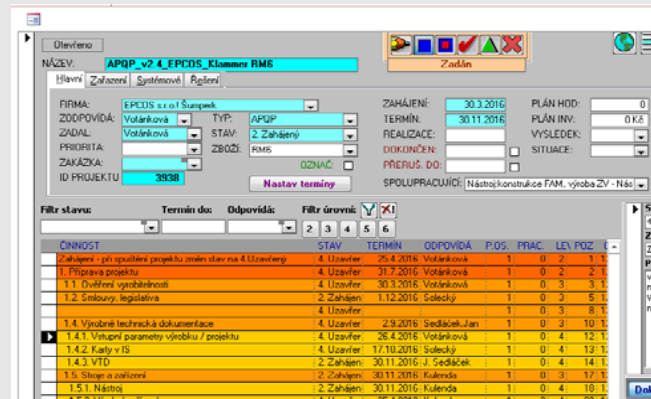 Otevřeno
NÁZEV: APQP_v2.4_EPCOS_Klammer RM6
Zadán
Hlavní Zařazení Systémové Řešení
FIRMA: EPCOS s.r.o.! Šumperk ZAHÁJENÍ: 30.3.2016 PLÁN HOD: 0
ZODPOVÍDÁ: Votánková TYP: APQP TERMÍN: 30.11.2016 PLÁN INV: 0 Kč
ZADAL: Votánková STAV: 2. Zahájený REALIZACE: VÝSLEDEK:
PRIORITA: ZBOŽÍ: RM6 DOKONČEN: SITUACE:
ZAKÁZKA: OZNAČ: PŘERUŠ. DO:
ID PROJEKTU 3938 Nastav termíny SPOLUPRACUJÍCÍ: Nástroj:konstrukce FAM, výroba ZV - Nás
Filtr stavu: Termín do: Odpovídá: Filtr úrovní:
2 3 4 5 6
ČINNOST STAV TERMÍN ODPOVÍDÁ P.OS. PRAC. LEV POZ
Zahájení - při spuštění projektu změn stav na 4.Uzavřený 4. Uzavřer 25.4.2016 Votánková 1 0 2 1
1. Příprava projektu 4. Uzavřer 31.7.2016 Votánková 1 0 2 2
1.1. Ověření vyrobitelnosti 4. Uzavřer 30.3.2016 Votánková 1 0 3 3
1.2. Smlouvy, legislativa 2. Zahájen 1.12.2016 Solecký 1 0 3 5
4. Uzavřer 1 0 3 8
1.4. Výrobně technická dokumentace 4. Uzavřer 2.9.2016 Sedláček.Jan 1 0 3 10
1.4.1. Vstupní parametry výrobku / projektu 4. Uzavřer 26.4.2016 Votánková 1 0 4 12
1.4.2. Karty v IS 4. Uzavřer 17.10.2016 Solecký 1 0 4 13
1.4.3. VTD 2. Zahájen 30.11.2016 J. Sedláček 1 0 4 14
1.5. Stroje a zařízení 2. Zahájen 30.11.2016 Kulenda 1 0 3 17
1.5.1. Nástroj 2. Zahájen 30.11.2016 Kulenda 1 0 4 18